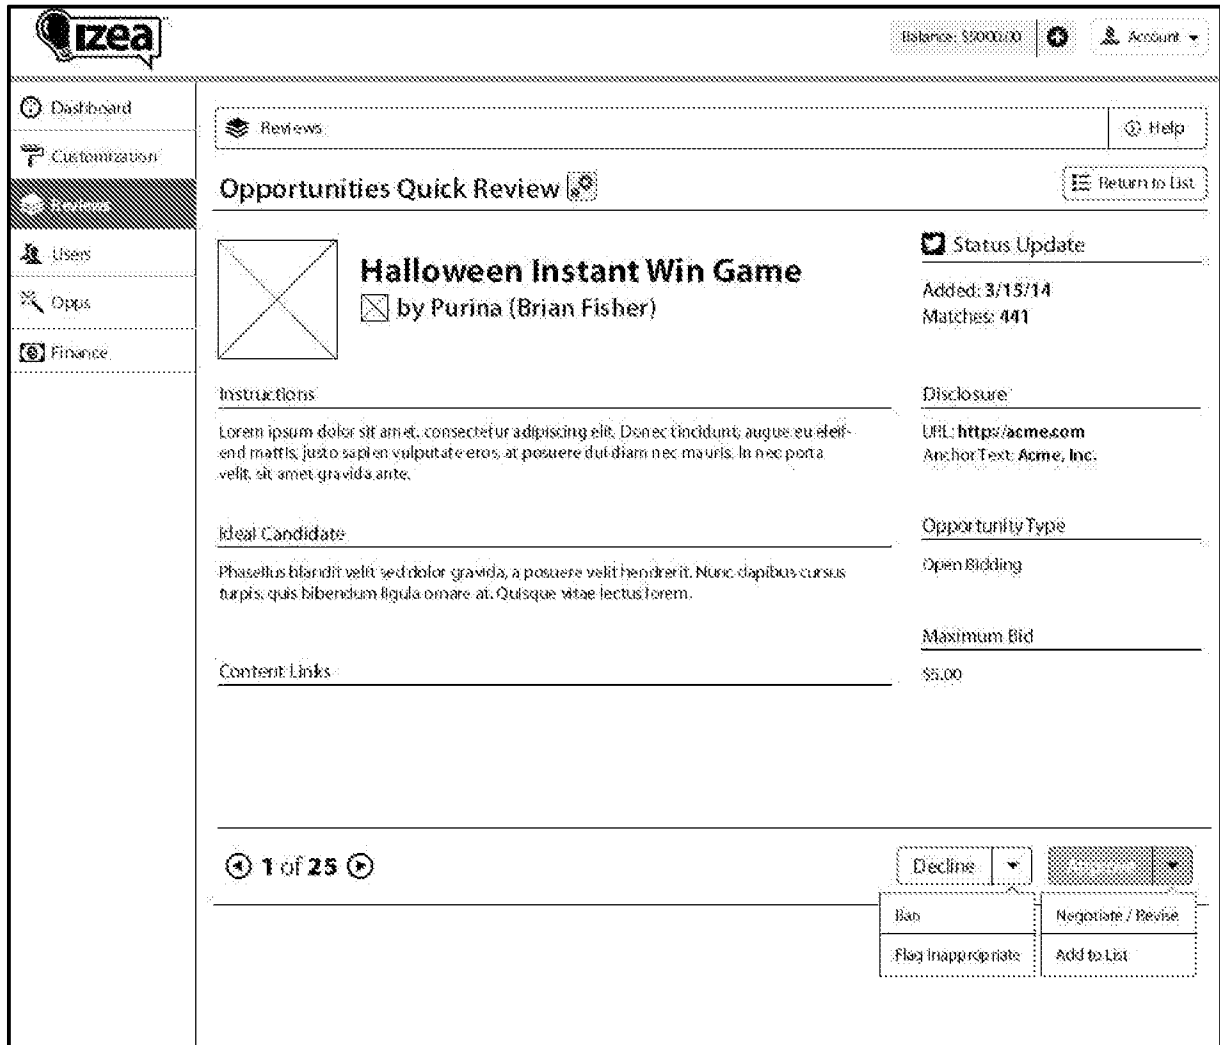 izea
Balance: $5000.00
Account
Dashboard
Customization
Reviews
Users
Opps
Finance
Reviews
Help
Opportunities Quick Review
Return to List
Halloween Instant Win Game
by Purina (Brian Fisher)
Status Update
Added: 3/15/14
Matches: 441
Instructions
Lorem ipsum dolor sit amet, consectetur adipiscing elit. Donec tincidunt, augue eu eleif-
end mattis, justo sapien vulputate eros, at posuere dui diam nec mauris. In nec porta
velit, sit amet gravida ante.
Disclosure
URL: http://acme.com
Anchor Text: Acme, Inc.
Ideal Candidate
Phasellus blandit velit sed dolor gravida, a posuere velit hendrerit. Nunc dapibus cursus
turpis, quis bibendum ligula ornare at. Quisque vitae lectus lorem.
Opportunity Type
Open Bidding
Maximum Bid
$5.00
Content Links
1 of 25
Decline
Ban
Flag Inappropriate
Negotiate / Revise
Add to List